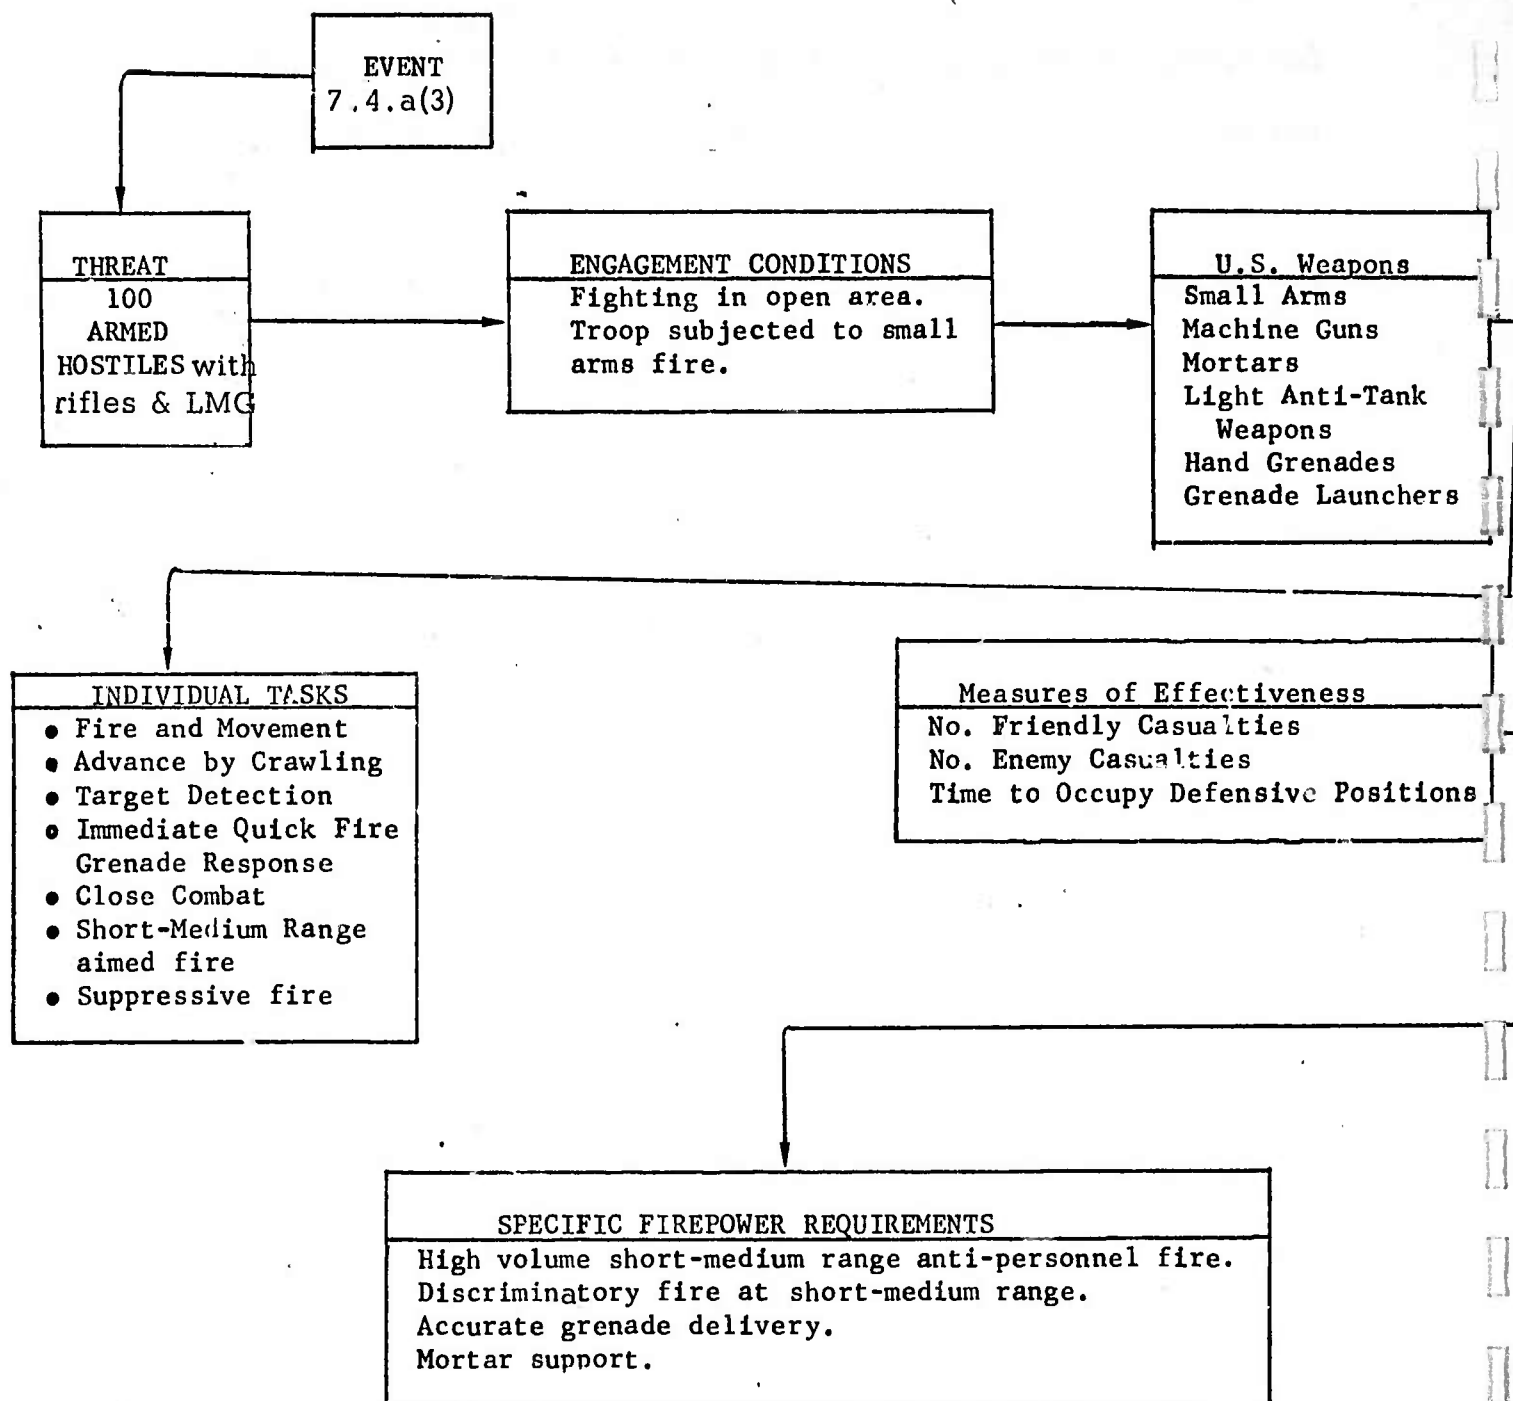 EVENT
7.4.a(3)
THREAT
100
ARMED
HOSTILES with
rifles & LMG
ENGAGEMENT CONDITIONS
Fighting in open area.
Troop subjected to small
arms fire.
U.S. Weapons
Small Arms
Machine Guns
Mortars
Light Anti-Tank
Weapons
Hand Grenades
Grenade Launchers
INDIVIDUAL TASKS
• Fire and Movement
• Advance by Crawling
• Target Detection
• Immediate Quick Fire
Grenade Response
• Close Combat
• Short-Medium Range
aimed fire
• Suppressive fire
Measures of Effectiveness
No. Friendly Casualties
No. Enemy Casualties
Time to Occupy Defensive Positions
SPECIFIC FIREPOWER REQUIREMENTS
High volume short-medium range anti-personnel fire.
Discriminatory fire at short-medium range.
Accurate grenade delivery.
Mortar support.